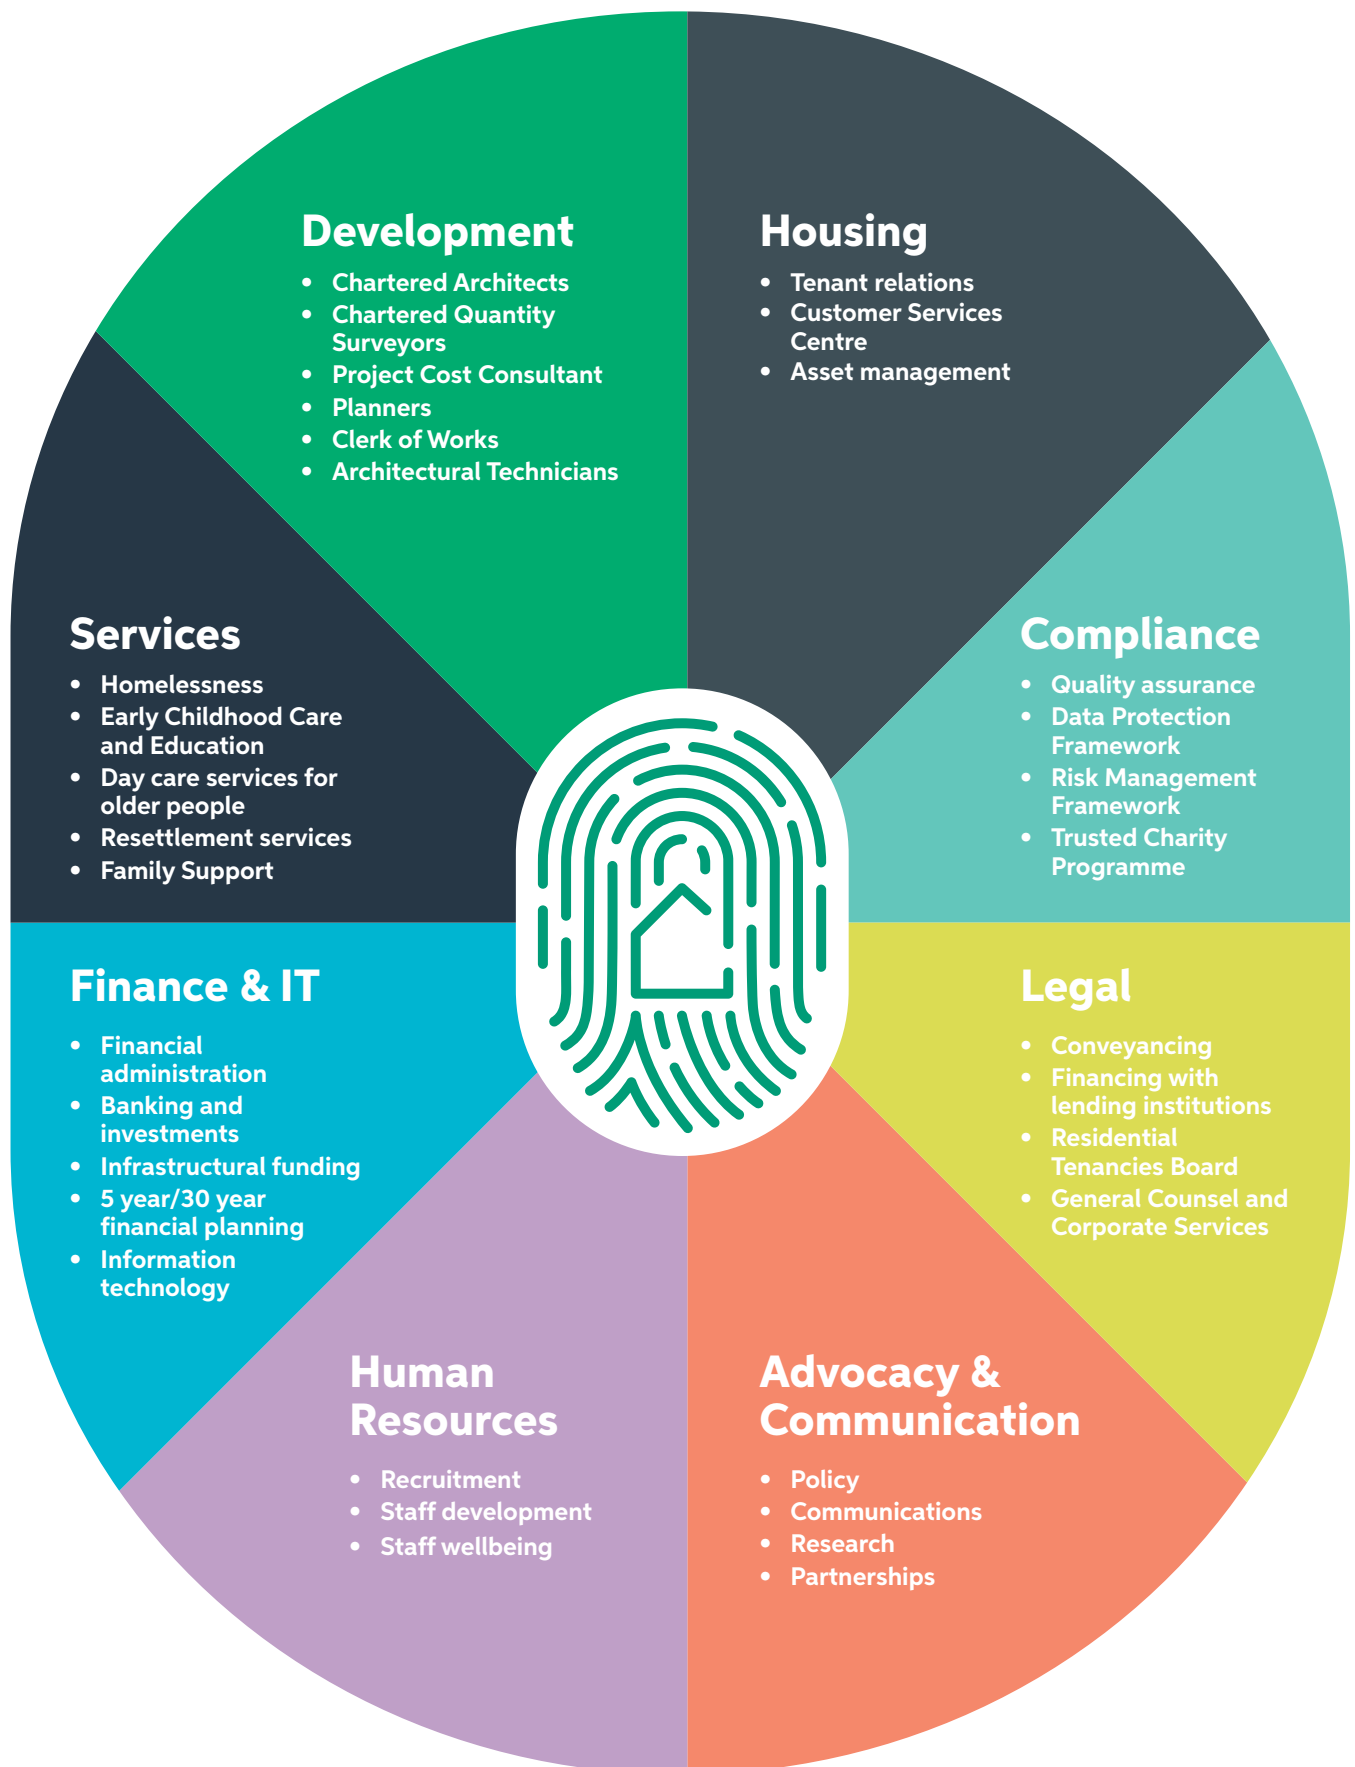 Development
• Chartered Architects
• Chartered Quantity
Surveyors
• Project Cost Consultant
• Planners
• Clerk of Works
• Architectural Technicians
Housing
• Tenant relations
• Customer Services
Centre
• Asset management
Services
• Homelessness
• Early Childhood Care
and Education
• Day care services for
older people
• Resettlement services
• Family Support
Compliance
• Quality assurance
• Data Protection
Framework
• Risk Management
Framework
• Trusted Charity
Programme
Finance & IT
• Financial
administration
• Banking and
investments
• Infrastructural funding
• 5 year/30 year
financial planning
• Information
technology
Legal
• Conveyancing
• Financing with
lending institutions
• Residential
Tenancies Board
• General Counsel and
Corporate Services
Human
Resources
• Recruitment
• Staff development
• Staff wellbeing
Advocacy &
Communication
• Policy
• Communications
• Research
• Partnerships